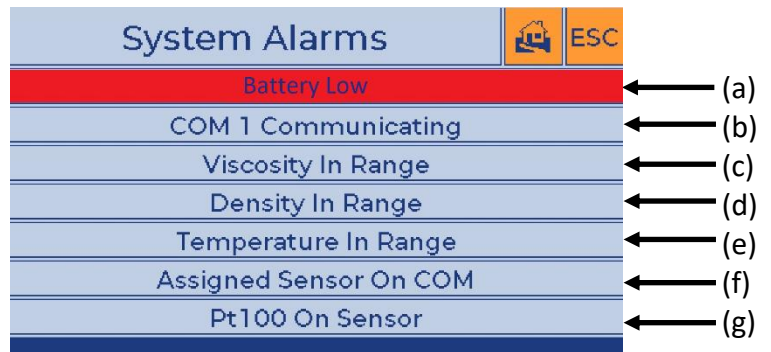 System Alarms ESC
Battery Low (a)
COM 1 Communicating (b)
Viscosity In Range (c)
Density In Range (d)
Temperature In Range (e)
Assigned Sensor On COM (f)
Pt100 On Sensor (g)